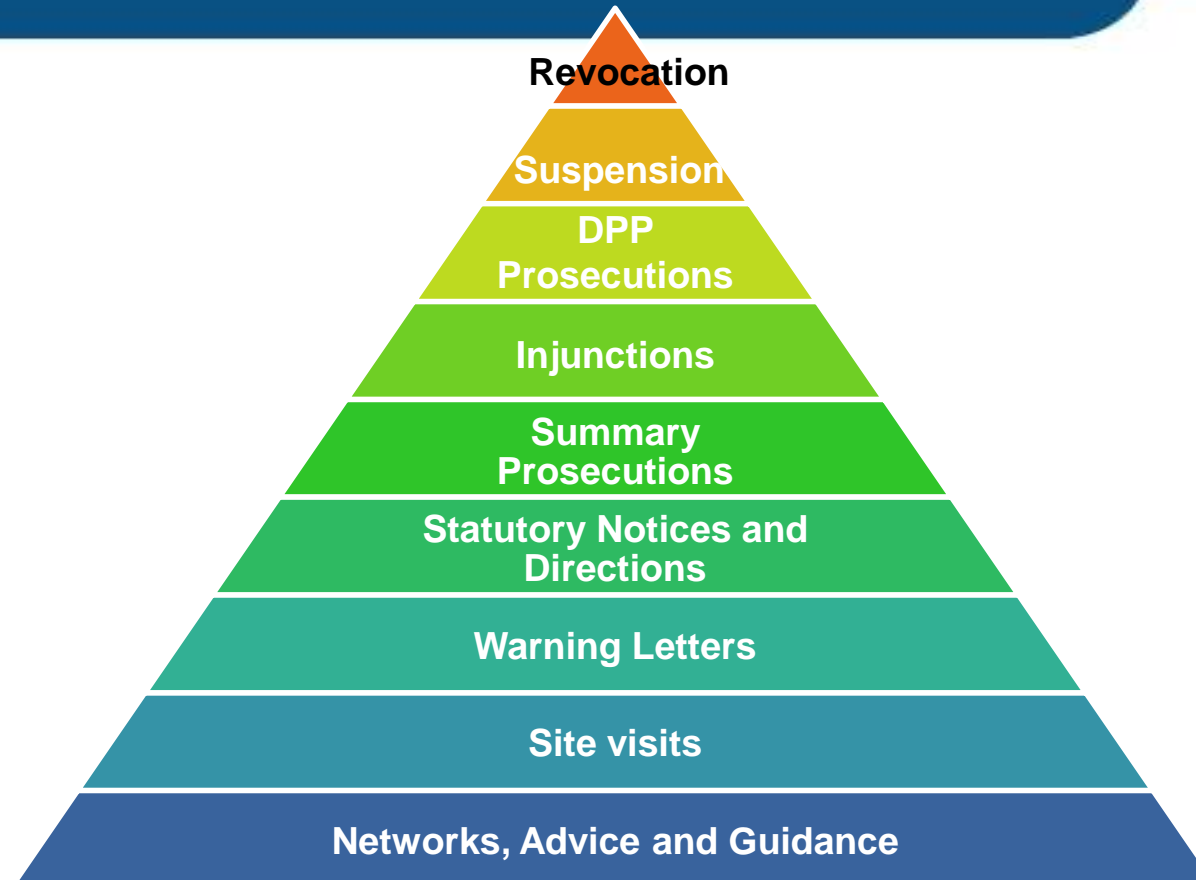 Revocation
Suspension
DPP
Prosecutions
Injunctions
Summary
Prosecutions
Statutory Notices and
Directions
Warning Letters
Site visits
Networks, Advice and Guidance